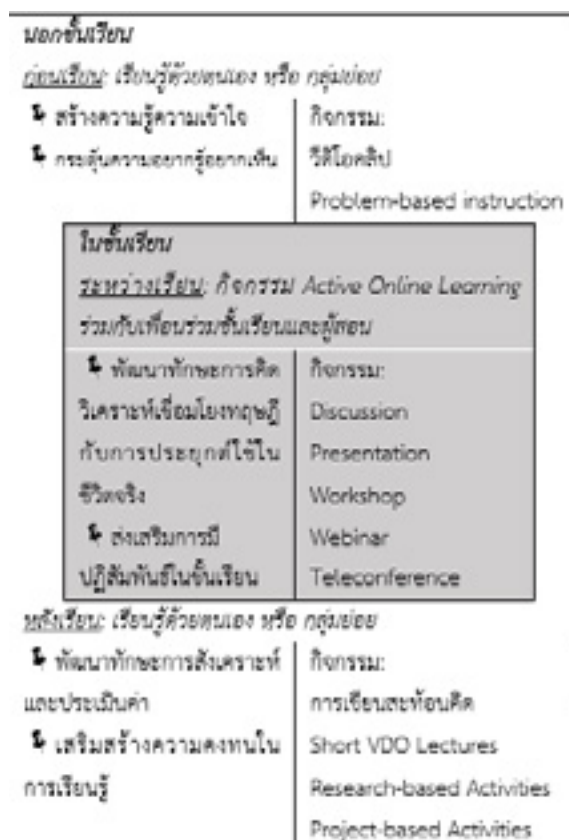 นอกชั้นเรียน
ก่อนเรียน: เรียนรู้ด้วยตนเอง หรือ กลุ่มย่อย
สร้างความรู้ความเข้าใจ
กระตุ้นความอยากรู้อยากเห็น
กิจกรรม:
วีดิโอคลิป
Problem-based instruction
ในชั้นเรียน
ระหว่างเรียน: กิจกรรม Active Online Learning
ร่วมกับเพื่อนร่วมชั้นเรียนและผู้สอน
พัฒนาทักษะการคิด
วิเคราะห์เชื่อมโยงทฤษฎี
กับการประยุกต์ใช้ใน
ชีวิตจริง
ส่งเสริมการมี
ปฏิสัมพันธ์ในชั้นเรียน
กิจกรรม:
Discussion
Presentation
Workshop
Webinar
Teleconference
หลังเรียน: เรียนรู้ด้วยตนเอง หรือ กลุ่มย่อย
พัฒนาทักษะการสังเคราะห์
และประเมินค่า
เสริมสร้างความคงทนใน
การเรียนรู้
กิจกรรม:
การเขียนสะท้อนคิด
Short VDO Lectures
Research-based Activities
Project-based Activities